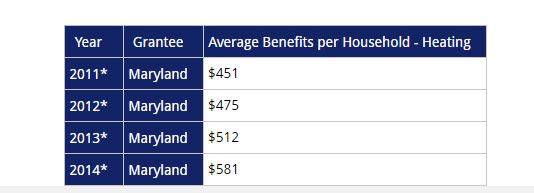 Year Grantee Average Benefits per Household - Heating
2011* Maryland $451
2012* Maryland $475
2013* Maryland $512
2014* Maryland $581